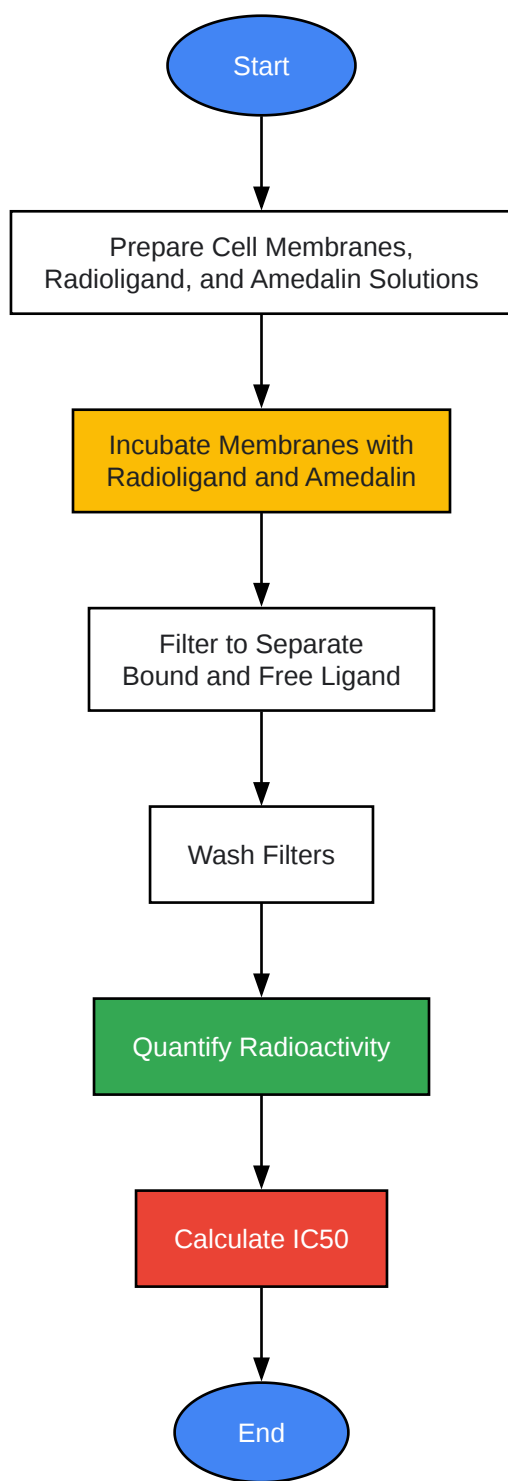 Start
Prepare Cell Membranes,
Radioligand, and Amedalin Solutions
Incubate Membranes with
Radioligand and Amedalin
Filter to Separate
Bound and Free Ligand
Wash Filters
Quantify Radioactivity
Calculate IC50
End